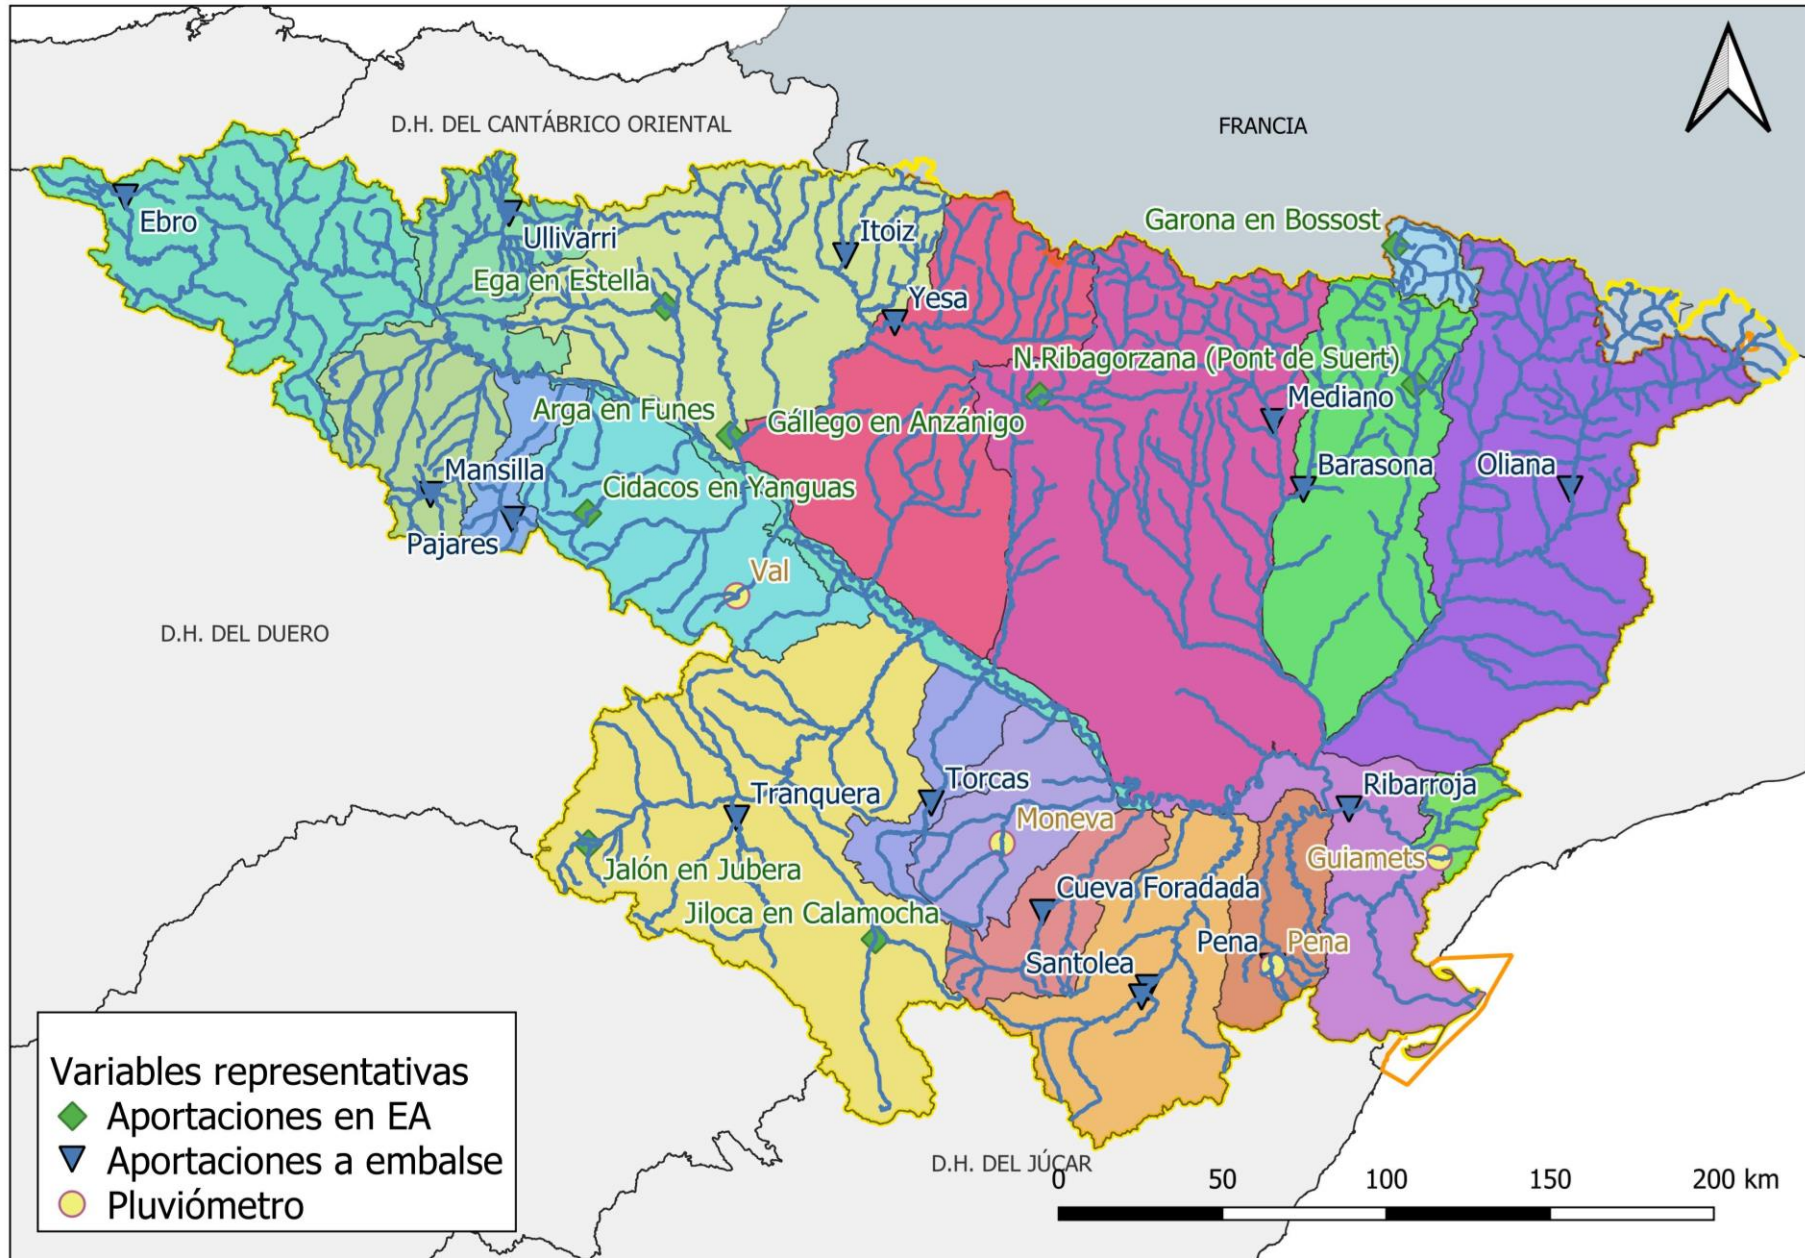 D.H. DEL CANTÁBRICO ORIENTAL
FRANCIA
Ebro
Ullivarri
Itoiz
Garona en Bossost
Ega en Estella
Yesa
N.Ribagorzana (Pont de Suert)
Mediano
Arga en Funes
Gállego en Anzánigo
Mansilla
Cidacos en Yanguas
Barasona
Oliana
Pajares
Val
D.H. DEL DUERO
Tranquera
Torcas
Ribarroja
Moneva
Guiamets
Jalón en Jubera
Cueva Foradada
Jiloca en Calamocha
Pena
Pena
Santolea
D.H. DEL JÚCAR
Variables representativas
Aportaciones en EA
Aportaciones a embalse
Pluviómetro
0 50 100 150 200 km